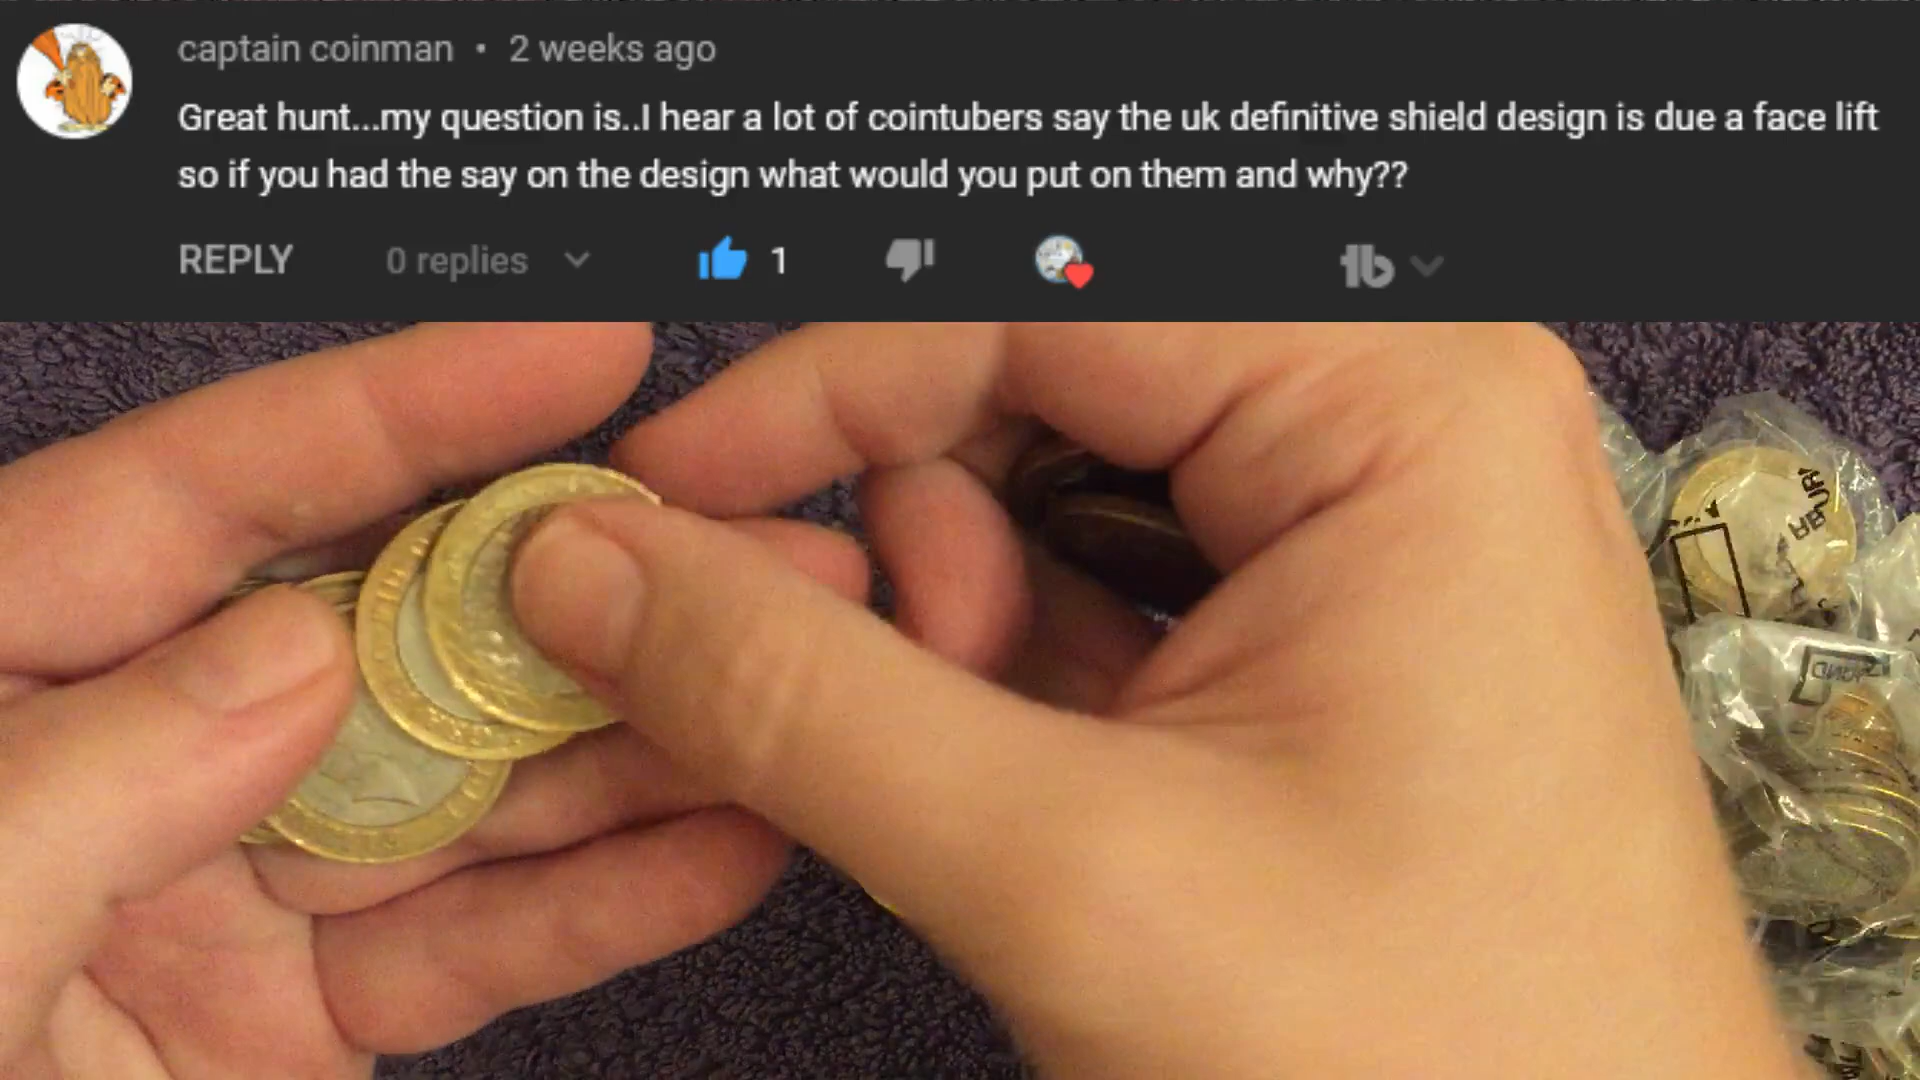 captain coinman • 2 weeks ago
Great hunt...my question is..I hear a lot of cointubers say the uk definitive shield design is due a face lift
so if you had the say on the design what would you put on them and why??
REPLY 0 replies 1